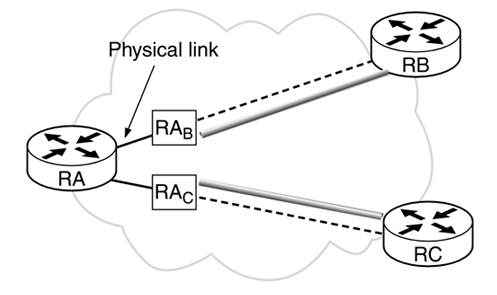 Physical link
RB
RA_B
RA
RA_C
RC